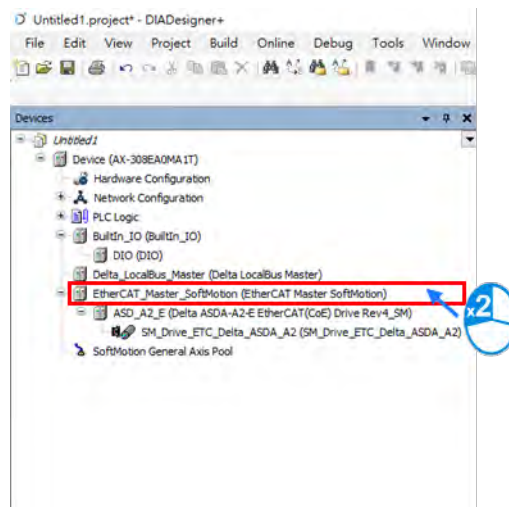 Untitled1.project* - DIADesigner+
File Edit View Project Build Online Debug Tools Window
Devices
Untitled1
Device (AX-308EA0MA1T)
Hardware Configuration
Network Configuration
PLC Logic
BuiltIn_IO (BuiltIn_IO)
DIO (DIO)
Delta_LocalBus_Master (Delta LocalBus Master)
EtherCAT_Master_SoftMotion (EtherCAT Master SoftMotion)
x2
ASD_A2_E (Delta ASDA-A2-E EtherCAT(CoE) Drive Rev4_SM)
SM_Drive_ETC_Delta_ASDA_A2 (SM_Drive_ETC_Delta_ASDA_A2)
SoftMotion General Axis Pool